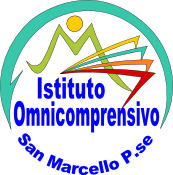 Istituto
Omnicomprensivo
San Marcello P.se